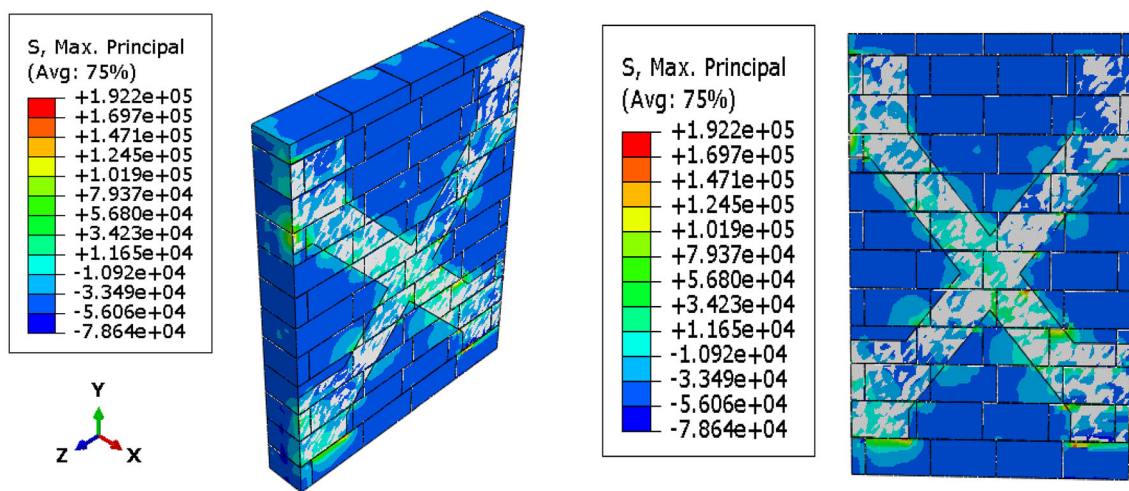 S, Max. Principal
(Avg: 75%)
+1.922e+05
+1.697e+05
+1.471e+05
+1.245e+05
+1.019e+05
+7.937e+04
+5.680e+04
+3.423e+04
+1.165e+04
-1.092e+04
-3.349e+04
-5.606e+04
-7.864e+04
Y
Z
X
S, Max. Principal
(Avg: 75%)
+1.922e+05
+1.697e+05
+1.471e+05
+1.245e+05
+1.019e+05
+7.937e+04
+5.680e+04
+3.423e+04
+1.165e+04
-1.092e+04
-3.349e+04
-5.606e+04
-7.864e+04